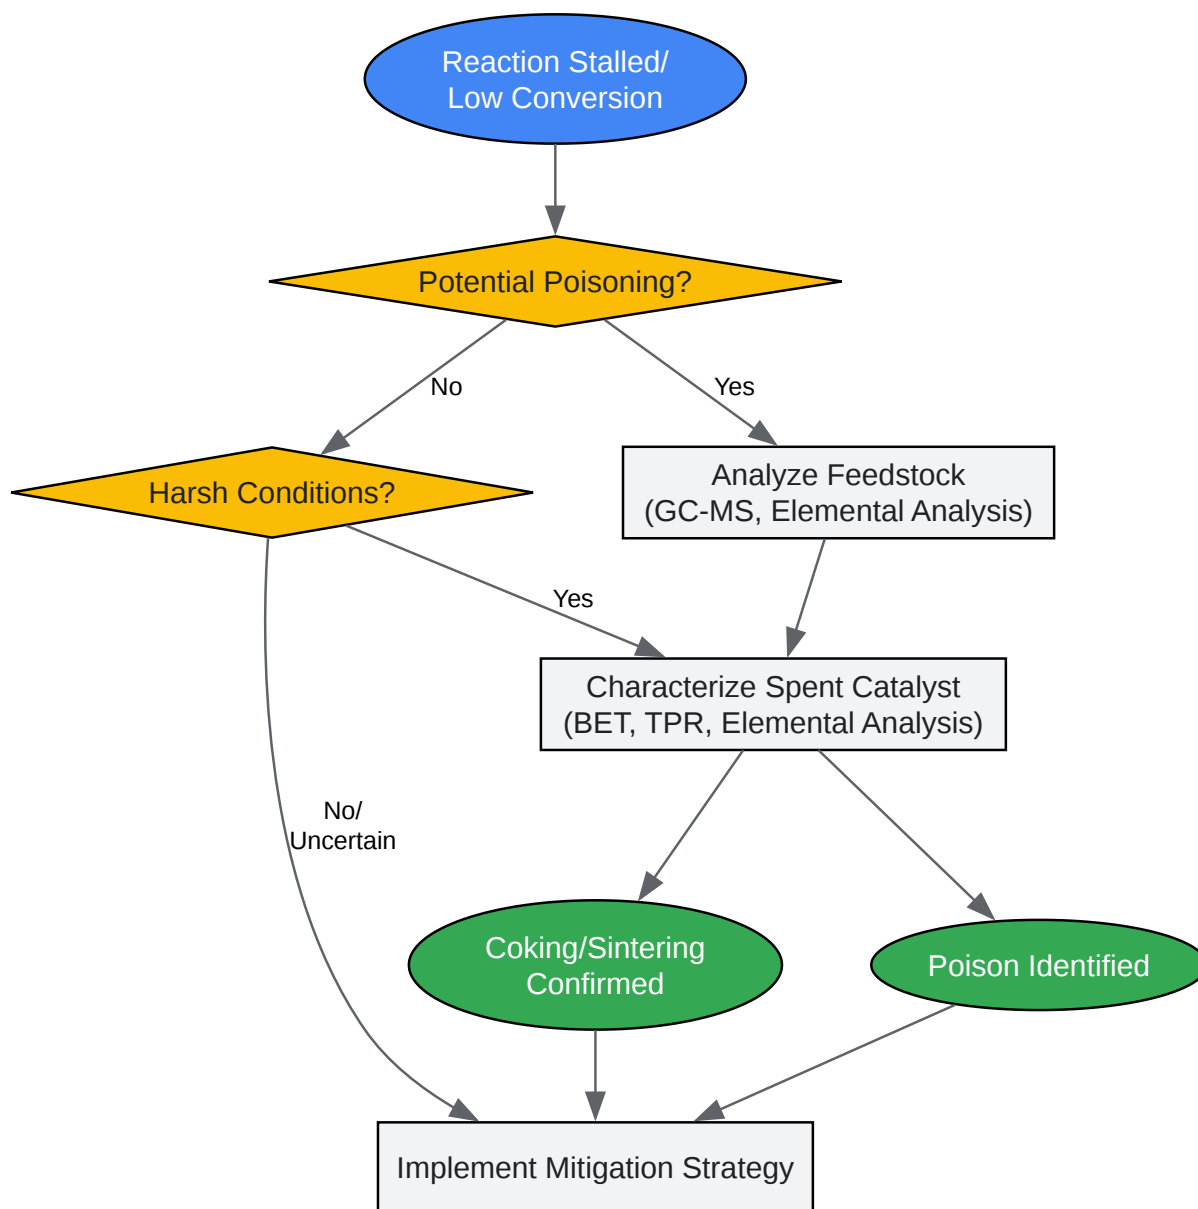 Reaction Stalled/
Low Conversion
Potential Poisoning?
No
Yes
Harsh Conditions?
Analyze Feedstock
(GC-MS, Elemental Analysis)
Yes
Characterize Spent Catalyst
(BET, TPR, Elemental Analysis)
No/
Uncertain
Coking/Sintering
Confirmed
Poison Identified
Implement Mitigation Strategy